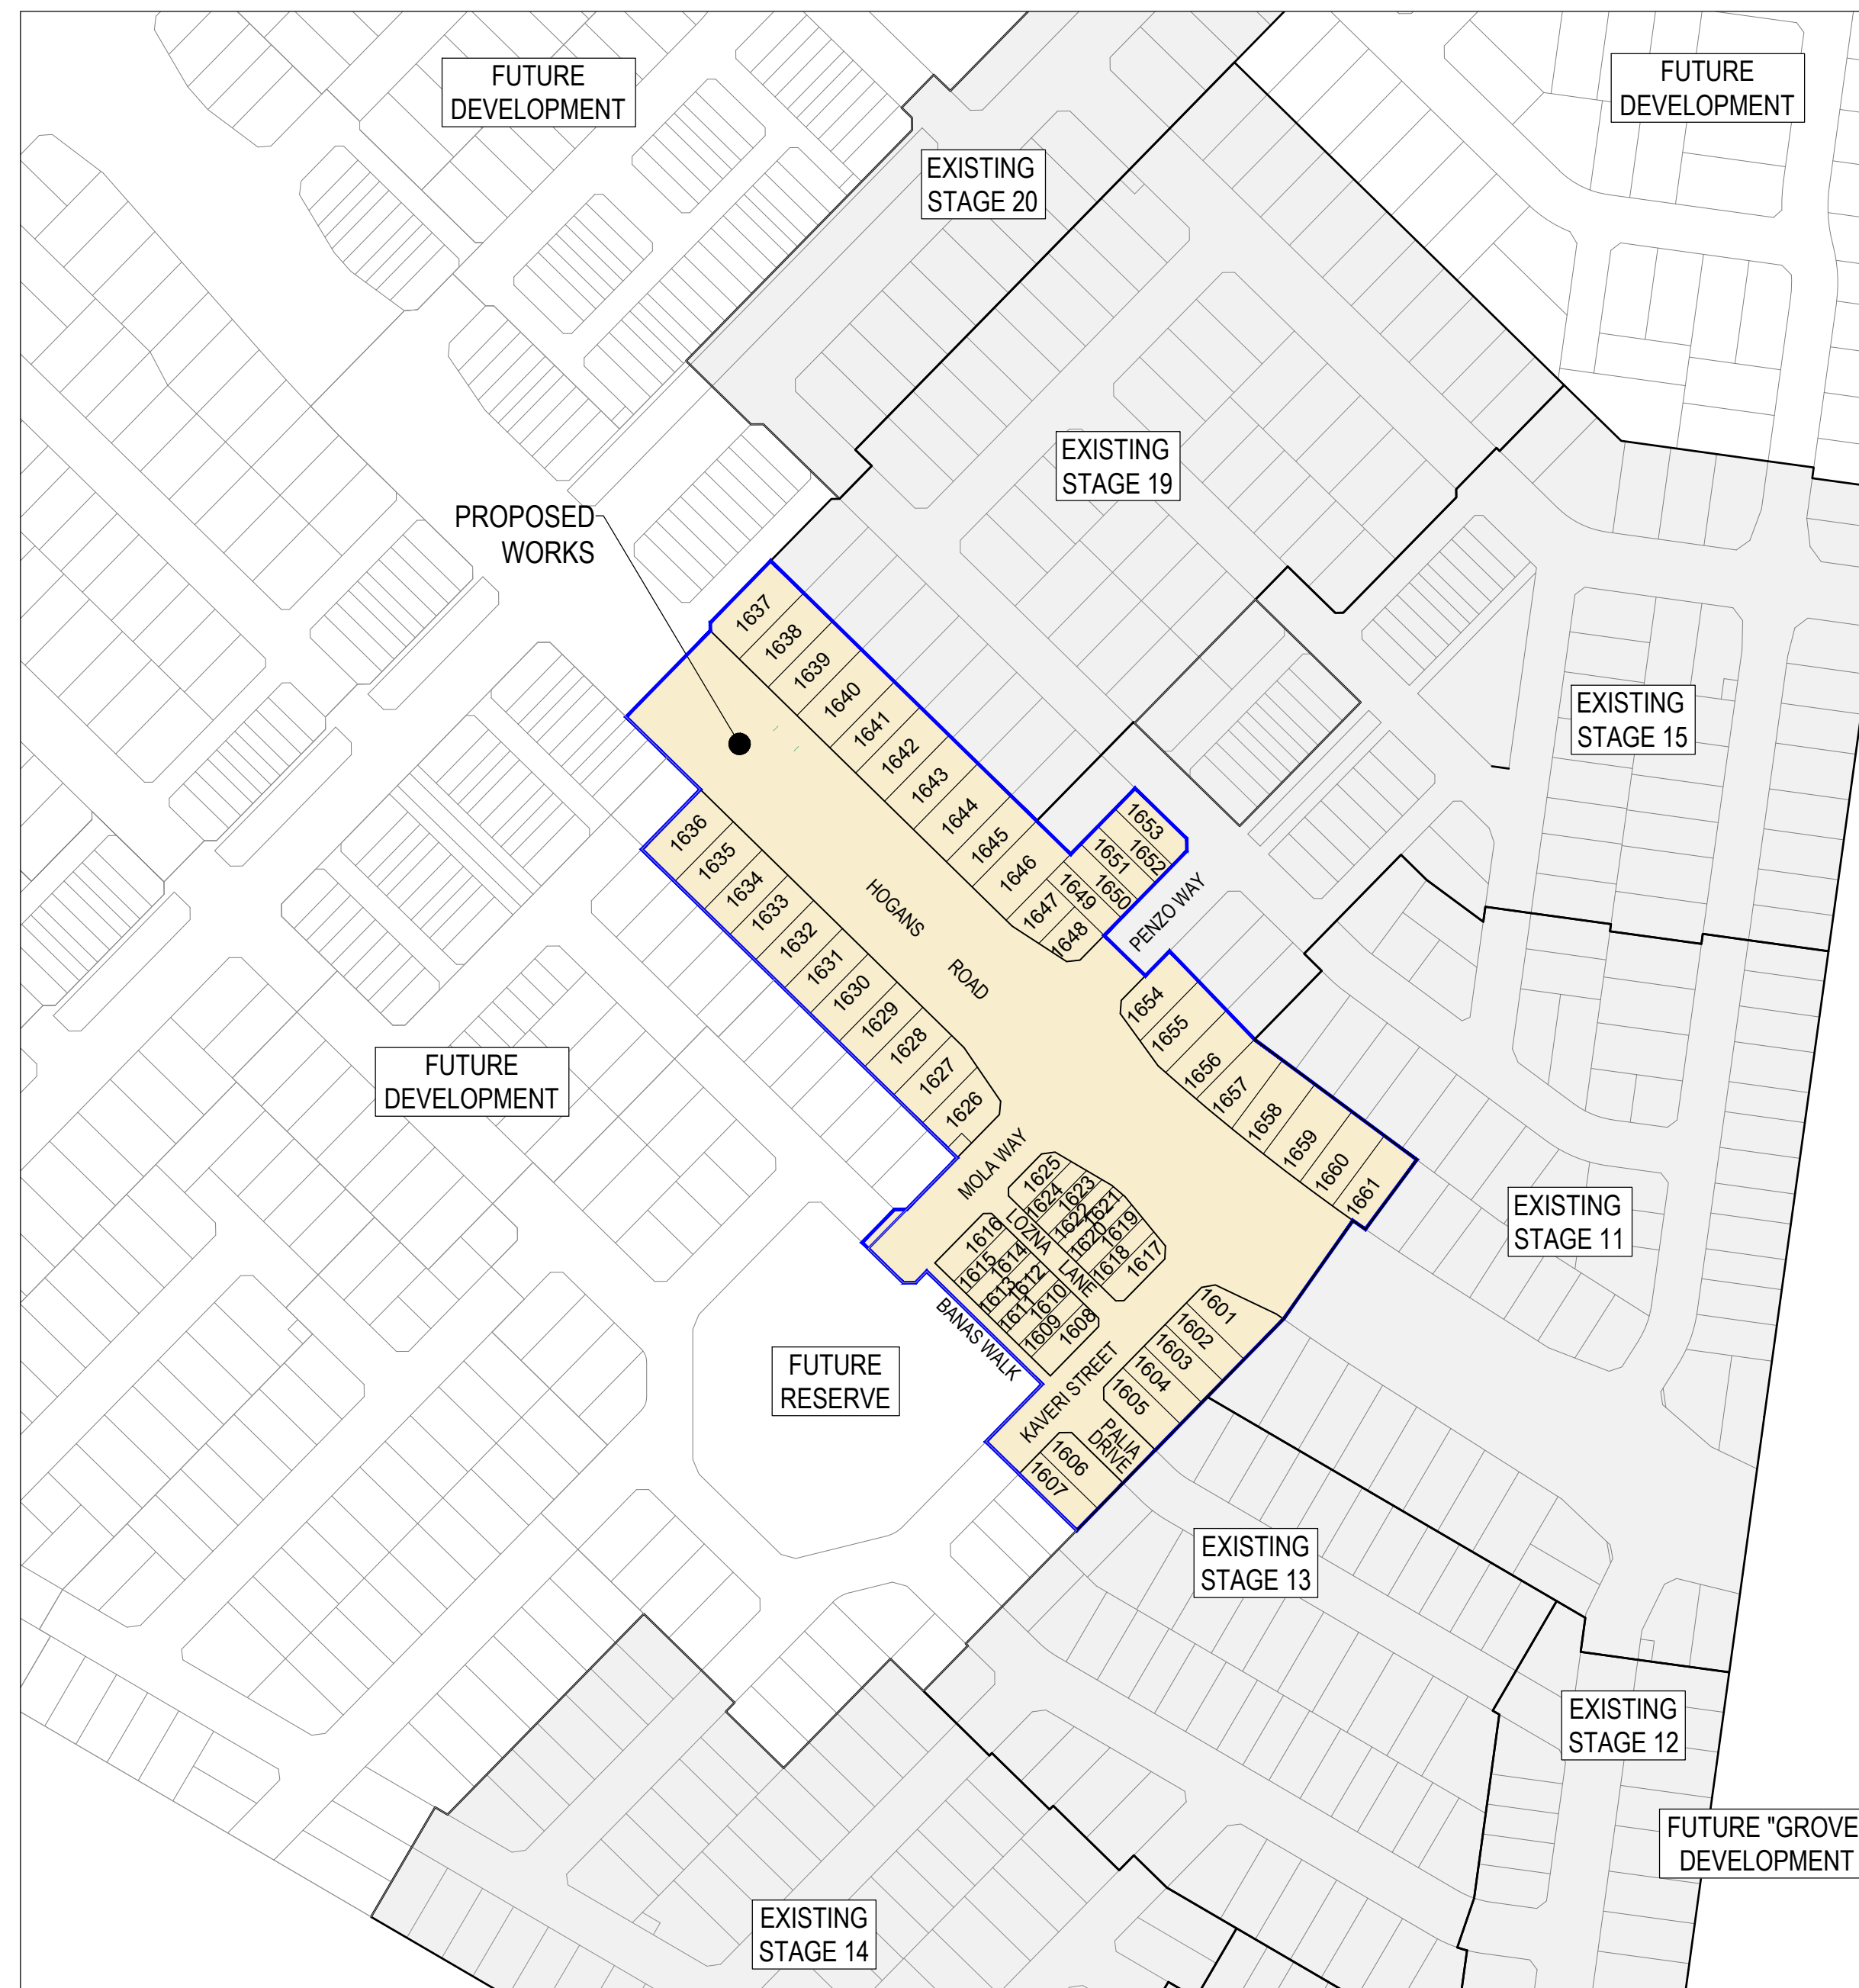 FUTURE
DEVELOPMENT
FUTURE
DEVELOPMENT
EXISTING
STAGE 20
EXISTING
STAGE 19
PROPOSED
WORKS
EXISTING
STAGE 15
1637
1638
1639
1640
1641
1642
1643
1644
1645
1646
1647
1648
1649
1650
1651
1652
1653
PENZO WAY
HOGANS
ROAD
1636
1635
1634
1633
1632
1631
1630
1629
1628
1627
1626
1654
1655
1656
1657
1658
1659
1660
1661
FUTURE
DEVELOPMENT
MOLA WAY
1625
1624
1623
1622
1621
1620
1619
1618
1617
LOZNA
LANE
1616
1615
1614
1613
1612
1611
1610
1609
1608
BANAS WALK
EXISTING
STAGE 11
1601
1602
1603
1604
1605
KAVERI STREET
PALIA
DRIVE
1606
1607
FUTURE
RESERVE
EXISTING
STAGE 13
EXISTING
STAGE 12
FUTURE "GROVE
DEVELOPMENT
EXISTING
STAGE 14